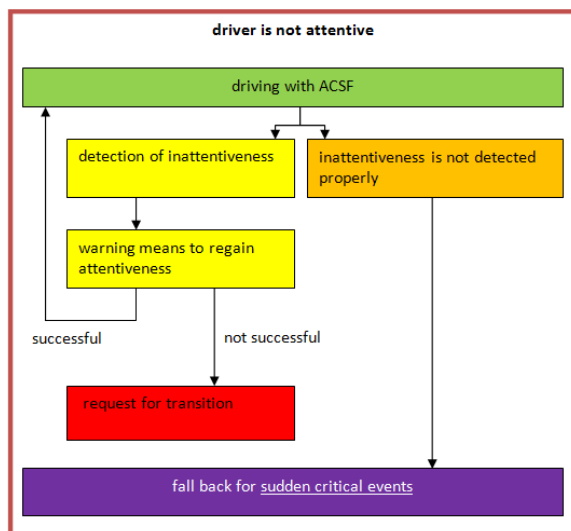 driver is not attentive
driving with ACSF
detection of inattentiveness
inattentiveness is not detected
properly
warning means to regain
attentiveness
successful
not successful
request for transition
fall back for sudden critical events